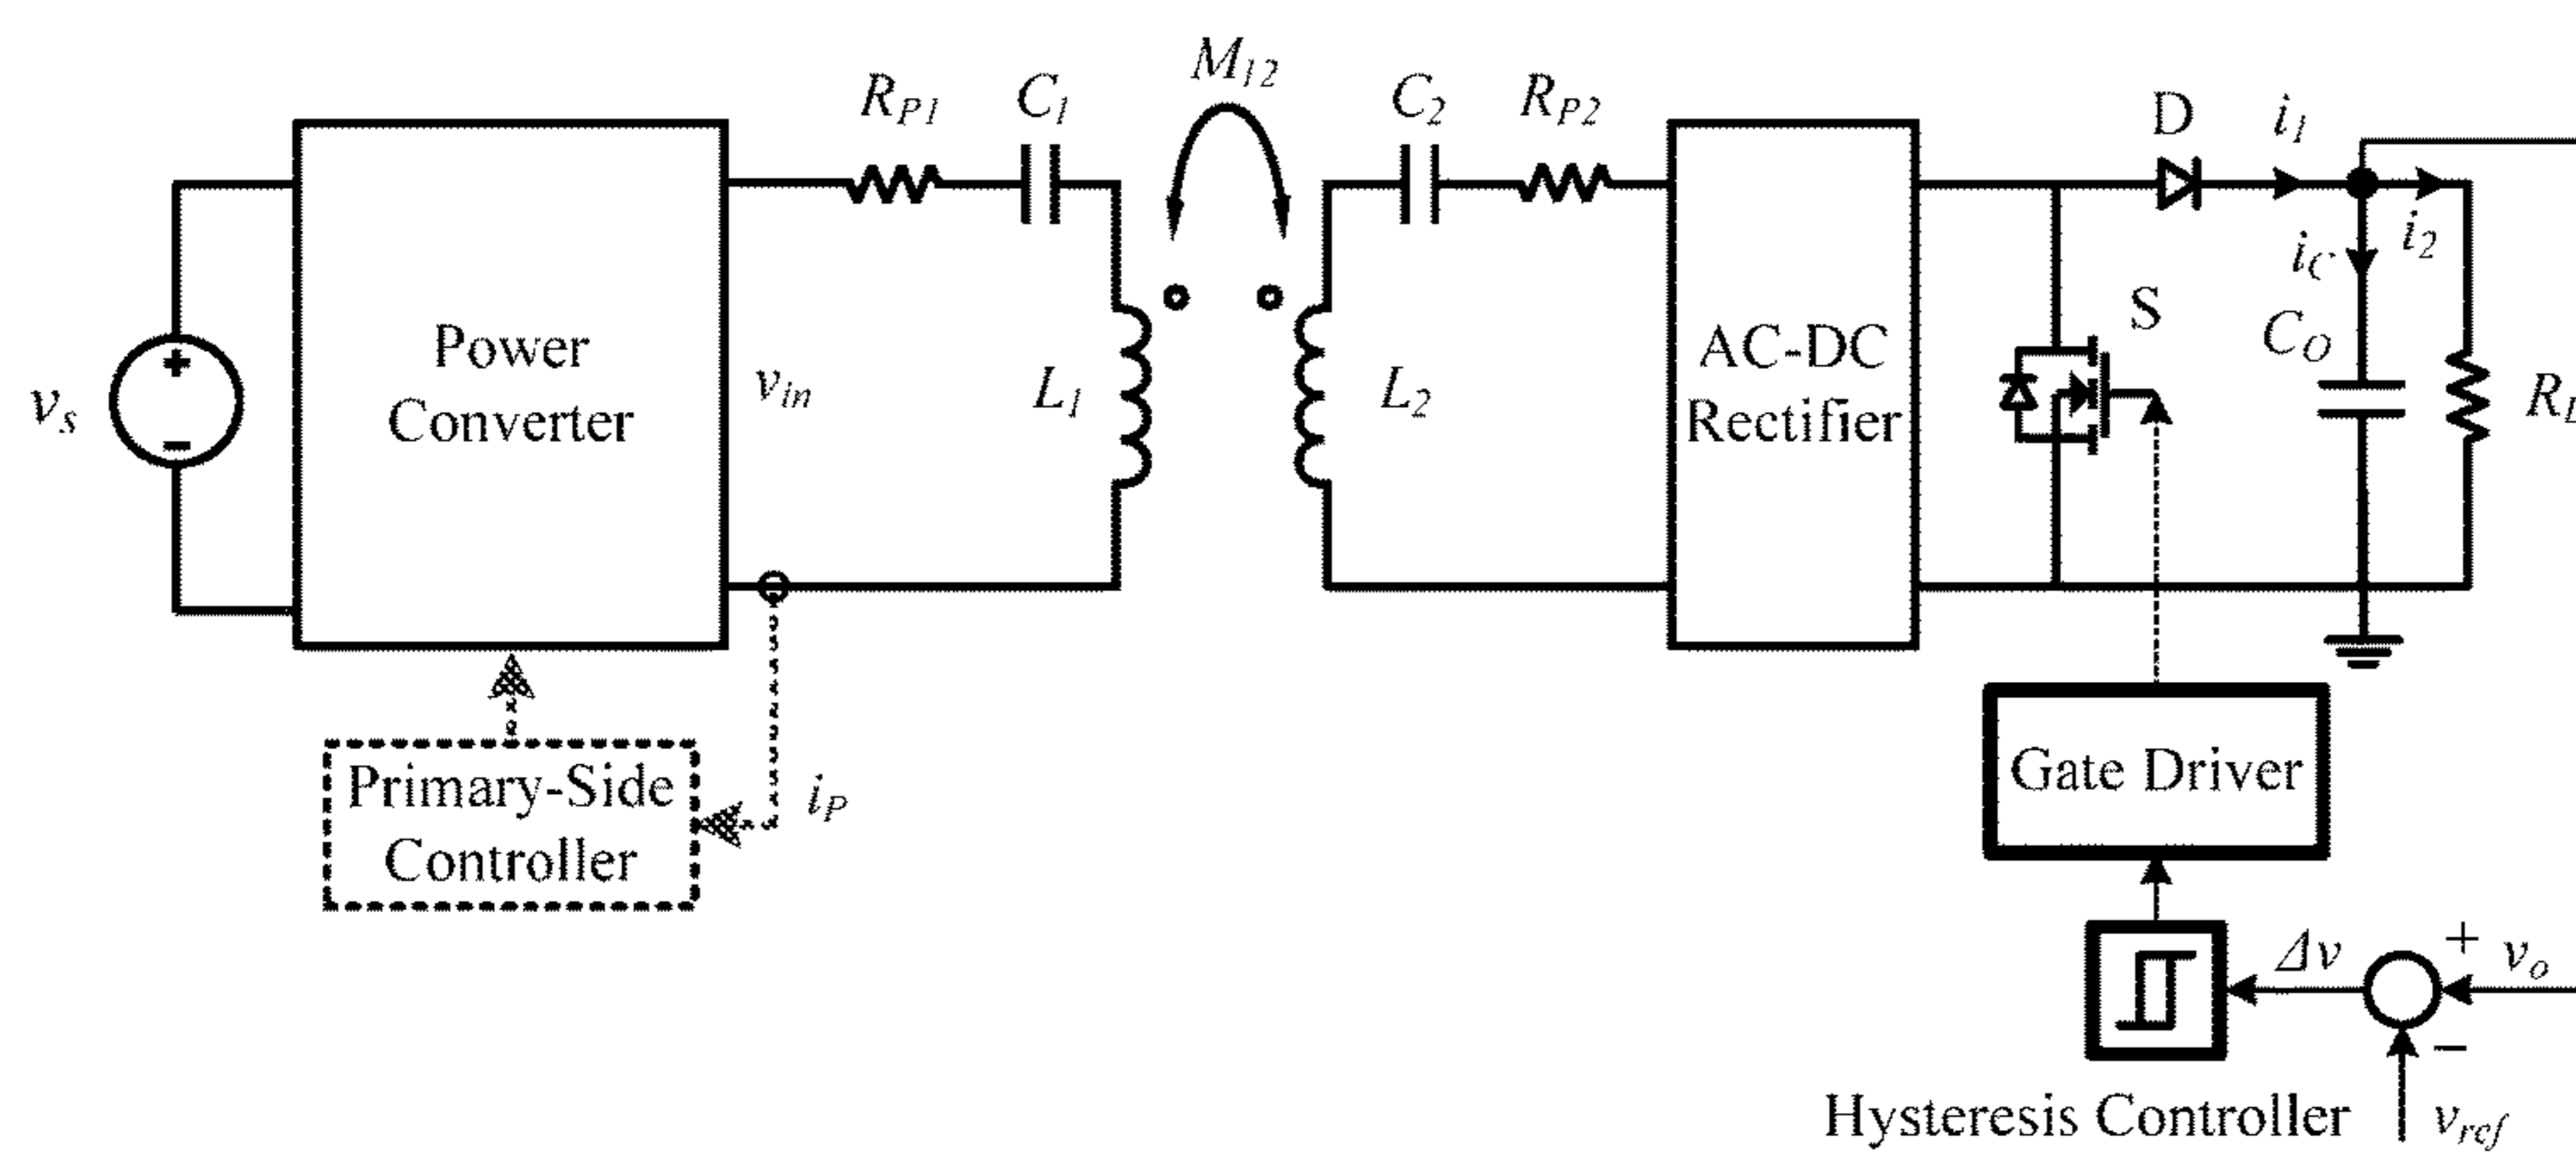 M12
RP1
C1
C2
RP2
D
i1
i2
iC
S
CO
RL
vs
+
−
Power
Converter
vin
L1
L2
AC-DC
Rectifier
Primary-Side
Controller
iP
Gate Driver
Δv
+
vo
−
vref
Hysteresis Controller